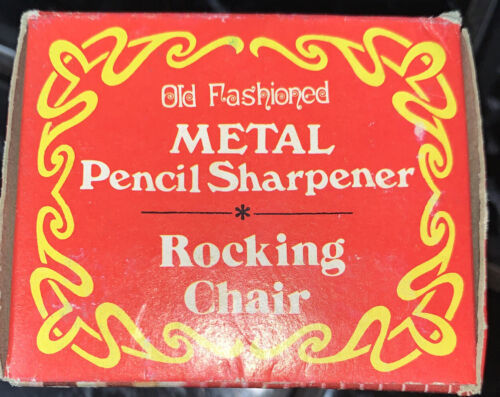 Old Fashioned
METAL
Pencil Sharpener
*
Rocking
Chair